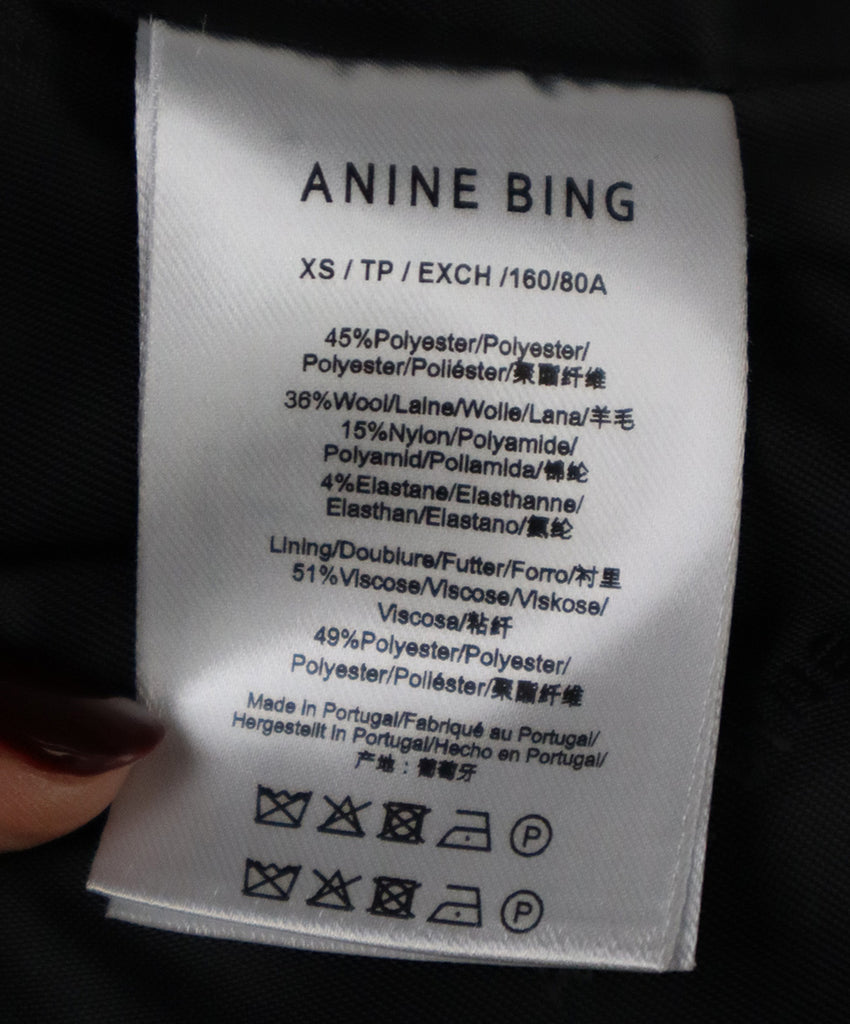 ANINE BING
XS / TP / EXCH /160/80A
45%Polyester/Polyester/
Polyester/Poliéster/聚酯纤维
36%Wool/Laine/Wolle/Lana/羊毛
15%Nylon/Polyamide/
Polyamid/Poliamida/锦纶
4%Elastane/Elasthanne/
Elasthan/Elastano/氨纶
Lining/Doublure/Futter/Forro/衬里
51%Viscose/Viscose/Viskose/
Viscosa/粘纤
49%Polyester/Polyester/
Polyester/Poliéster/聚酯纤维
Made in Portugal/Fabriqué au Portugal/
Hergestellt in Portugal/Hecho en Portugal/
产地：葡萄牙
P
P